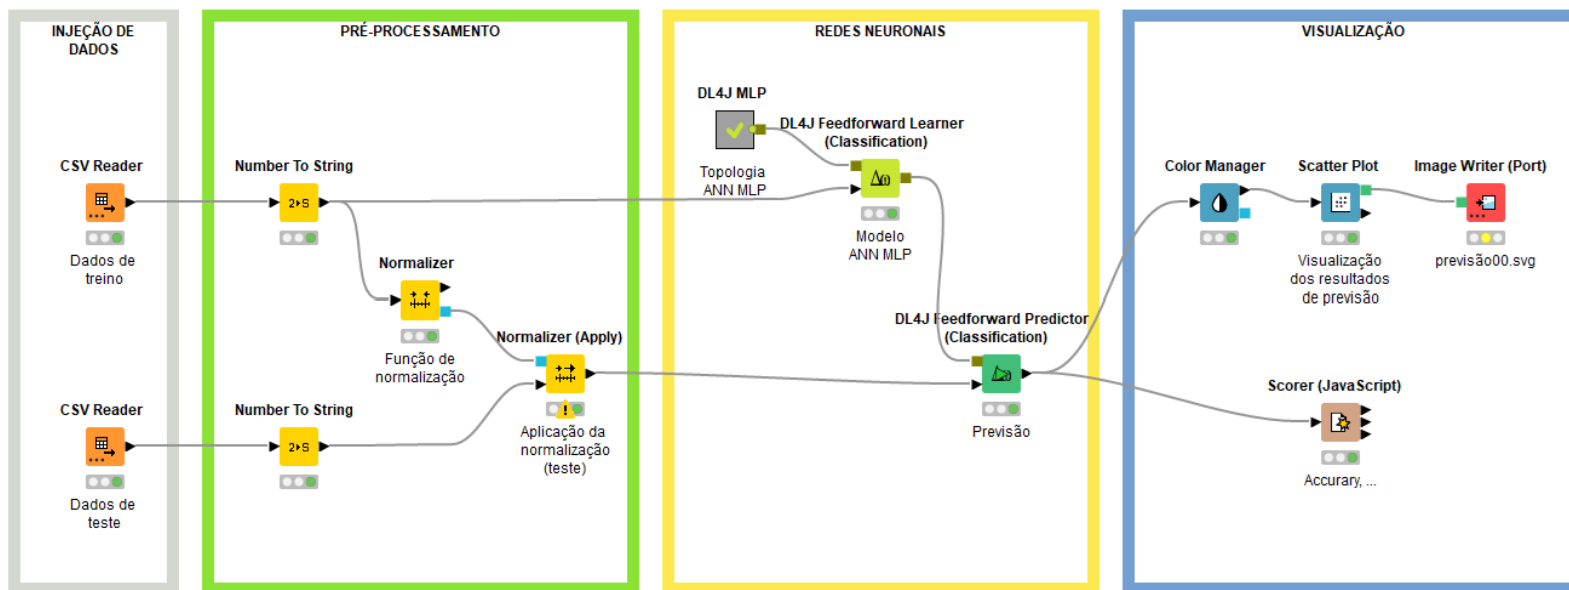 INJEÇÃO DE
DADOS
PRÉ-PROCESSAMENTO
REDES NEURONAIS
VISUALIZAÇÃO
CSV Reader
Dados de
treino
CSV Reader
Dados de
teste
Number To String
2▸S
Normalizer
Função de
normalização
Number To String
2▸S
Normalizer (Apply)
Aplicação da
normalização
(teste)
DL4J MLP
Topologia
ANN MLP
DL4J Feedforward Learner
(Classification)
Modelo
ANN MLP
DL4J Feedforward Predictor
(Classification)
Previsão
Color Manager
Scatter Plot
Visualização
dos resultados
de previsão
Image Writer (Port)
previsão00.svg
Scorer (JavaScript)
Accurary, ...